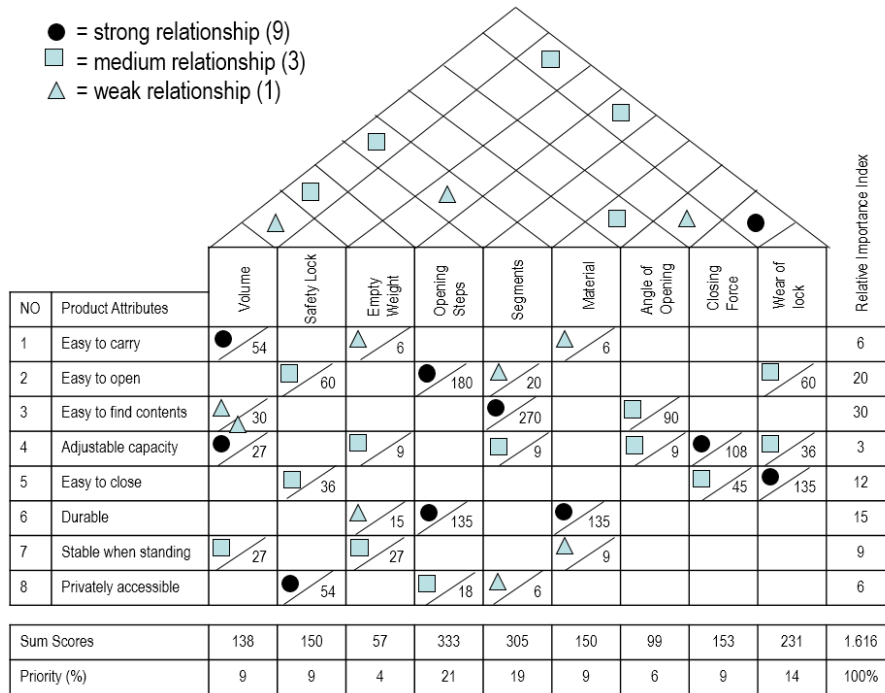 = strong relationship (9)
= medium relationship (3)
= weak relationship (1)
NO Product Attributes Volume Safety Lock Empty Weight Opening Steps Segments Material Angle of Opening Closing Force Wear of lock Relative Importance Index
1 Easy to carry 54 6 6 6
2 Easy to open 60 180 20 60 20
3 Easy to find contents 30 270 90 30
4 Adjustable capacity 27 9 9 9 108 36 3
5 Easy to close 36 45 135 12
6 Durable 15 135 135 15
7 Stable when standing 27 27 9 9
8 Privately accessible 54 18 6 6
Sum Scores 138 150 57 333 305 150 99 153 231 1.616
Priority (%) 9 9 4 21 19 9 6 9 14 100%